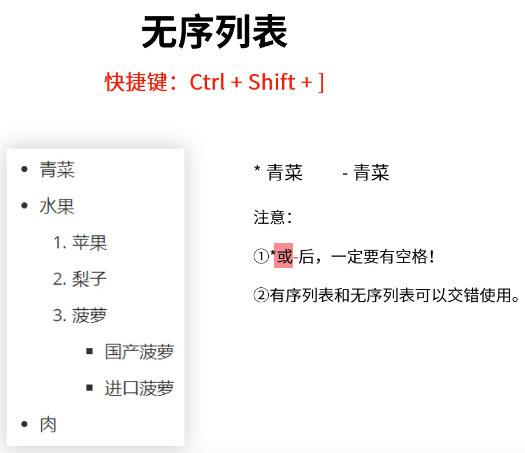 无序列表
快捷键：Ctrl + Shift + ]
• 青菜
• 水果
1. 苹果
2. 梨子
3. 菠萝
▪ 国产菠萝
▪ 进口菠萝
• 肉
* 青菜 - 青菜
注意：
①*或-后，一定要有空格！
②有序列表和无序列表可以交错使用。